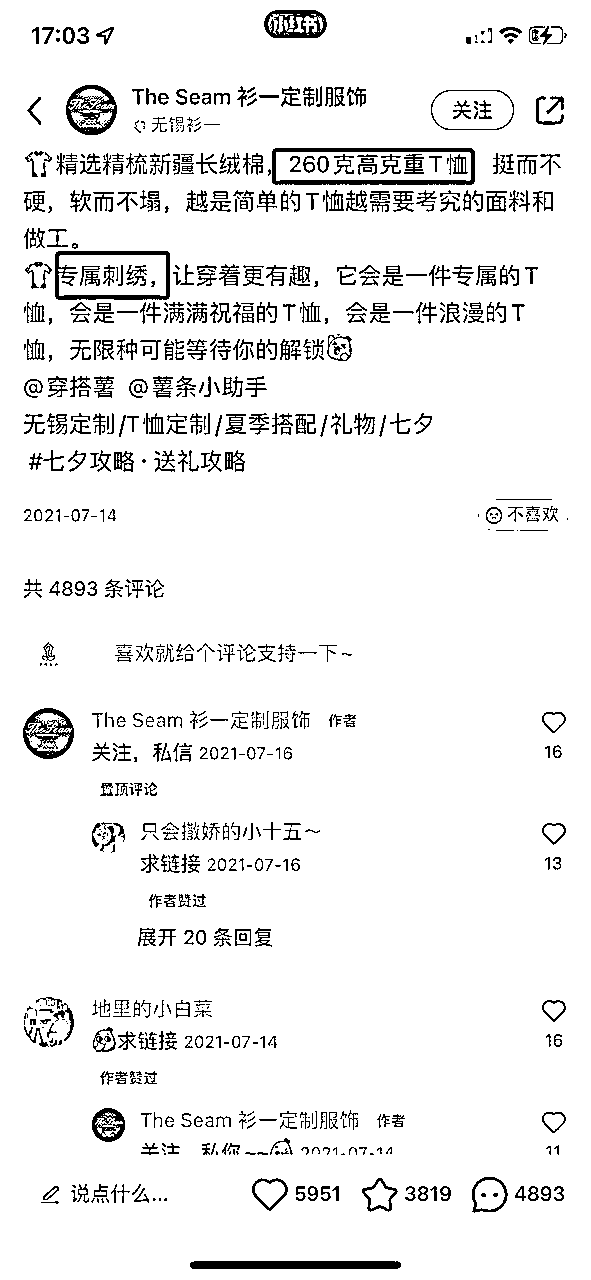 17:03
小红书
The Seam 衫一定制服饰
无锡衫一
关注
精选精梳新疆长绒棉, 260克高克重T恤 挺而不
硬，软而不塌，越是简单的T恤越需要考究的面料和
做工。
专属刺绣，让穿着更有趣，它会是一件专属的T
恤，会是一件满满祝福的T恤，会是一件浪漫的T
恤，无限种可能等待你的解锁
@穿搭薯 @薯条小助手
无锡定制/T恤定制/夏季搭配/礼物/七夕
#七夕攻略·送礼攻略
2021-07-14
不喜欢
共 4893 条评论
喜欢就给个评论支持一下~
The Seam 衫一定制服饰 作者
关注，私信 2021-07-16
16
置顶评论
只会撒娇的小十五～
求链接 2021-07-16
13
作者赞过
展开 20 条回复
地里的小白菜
求链接 2021-07-14
16
作者赞过
The Seam 衫一定制服饰 作者
关注，私你~~ 2021-07-14
11
说点什么...
5951
3819
4893